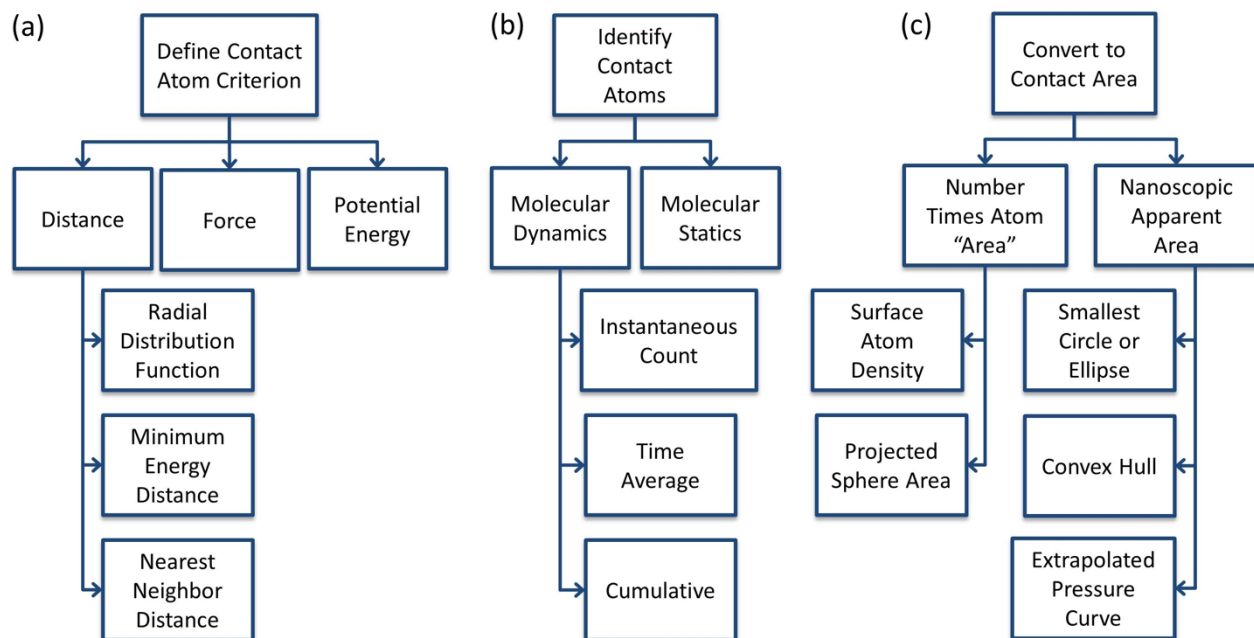 (a)
Define Contact
Atom Criterion
Distance
Force
Potential
Energy
Radial
Distribution
Function
Minimum
Energy
Distance
Nearest
Neighbor
Distance
(b)
Identify
Contact
Atoms
Molecular
Dynamics
Molecular
Statics
Instantaneous
Count
Time
Average
Cumulative
(c)
Convert to
Contact Area
Number
Times Atom
“Area”
Nanoscopic
Apparent
Area
Surface
Atom
Density
Projected
Sphere Area
Smallest
Circle or
Ellipse
Convex Hull
Extrapolated
Pressure
Curve